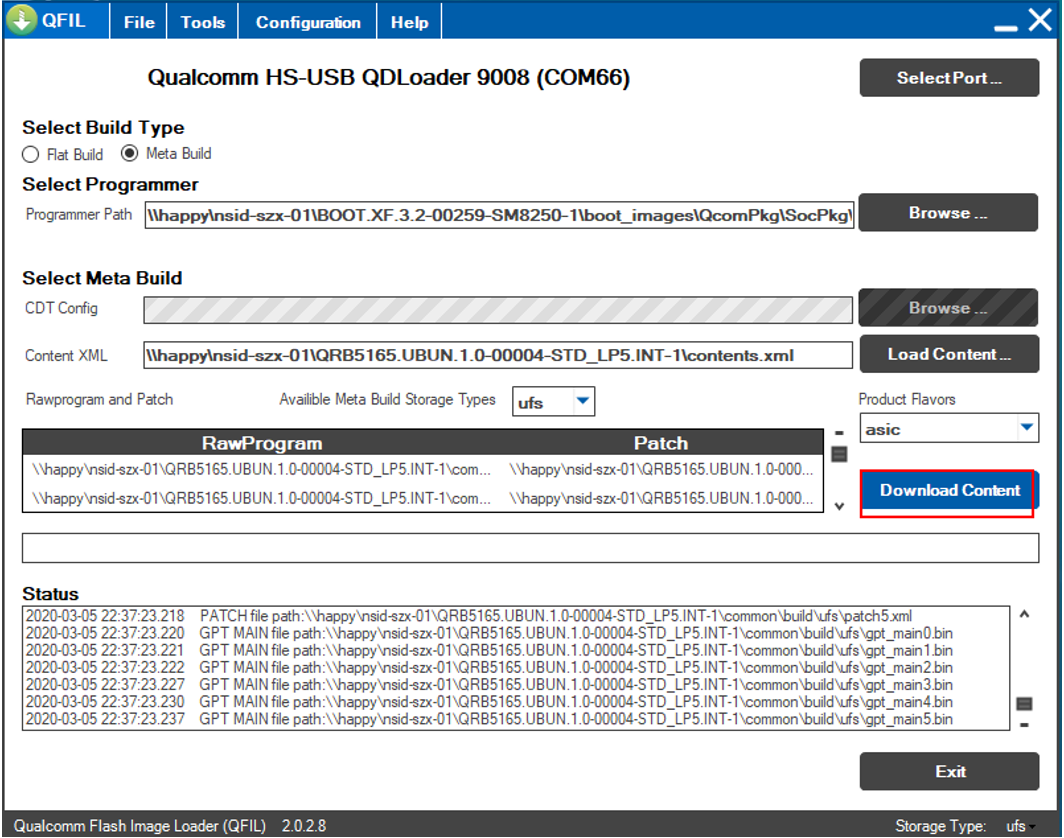 QFIL File Tools Configuration Help
Qualcomm HS-USB QDLoader 9008 (COM66) Select Port ...
Select Build Type
Flat Build Meta Build
Select Programmer
Programmer Path \\happy\nsid-szx-01\BOOT.XF.3.2-00259-SM8250-1\boot_images\QcomPkg\SocPkg\ Browse ...
Select Meta Build
CDT Config Browse ...
Content XML \\happy\nsid-szx-01\QRB5165.UBUN.1.0-00004-STD_LP5.INT-1\contents.xml Load Content ...
Rawprogram and Patch Availible Meta Build Storage Types ufs Product Flavors
asic
RawProgram Patch
\\happy\nsid-szx-01\QRB5165.UBUN.1.0-00004-STD_LP5.INT-1\com... \\happy\nsid-szx-01\QRB5165.UBUN.1.0-000...
\\happy\nsid-szx-01\QRB5165.UBUN.1.0-00004-STD_LP5.INT-1\com... \\happy\nsid-szx-01\QRB5165.UBUN.1.0-000...
Download Content
Status
2020-03-05 22:37:23.218 PATCH file path:\\happy\nsid-szx-01\QRB5165.UBUN.1.0-00004-STD_LP5.INT-1\common\build\ufs\patch5.xml
2020-03-05 22:37:23.220 GPT MAIN file path:\\happy\nsid-szx-01\QRB5165.UBUN.1.0-00004-STD_LP5.INT-1\common\build\ufs\gpt_main0.bin
2020-03-05 22:37:23.221 GPT MAIN file path:\\happy\nsid-szx-01\QRB5165.UBUN.1.0-00004-STD_LP5.INT-1\common\build\ufs\gpt_main1.bin
2020-03-05 22:37:23.222 GPT MAIN file path:\\happy\nsid-szx-01\QRB5165.UBUN.1.0-00004-STD_LP5.INT-1\common\build\ufs\gpt_main2.bin
2020-03-05 22:37:23.227 GPT MAIN file path:\\happy\nsid-szx-01\QRB5165.UBUN.1.0-00004-STD_LP5.INT-1\common\build\ufs\gpt_main3.bin
2020-03-05 22:37:23.230 GPT MAIN file path:\\happy\nsid-szx-01\QRB5165.UBUN.1.0-00004-STD_LP5.INT-1\common\build\ufs\gpt_main4.bin
2020-03-05 22:37:23.237 GPT MAIN file path:\\happy\nsid-szx-01\QRB5165.UBUN.1.0-00004-STD_LP5.INT-1\common\build\ufs\gpt_main5.bin
Exit
Qualcomm Flash Image Loader (QFIL) 2.0.2.8 Storage Type: ufs